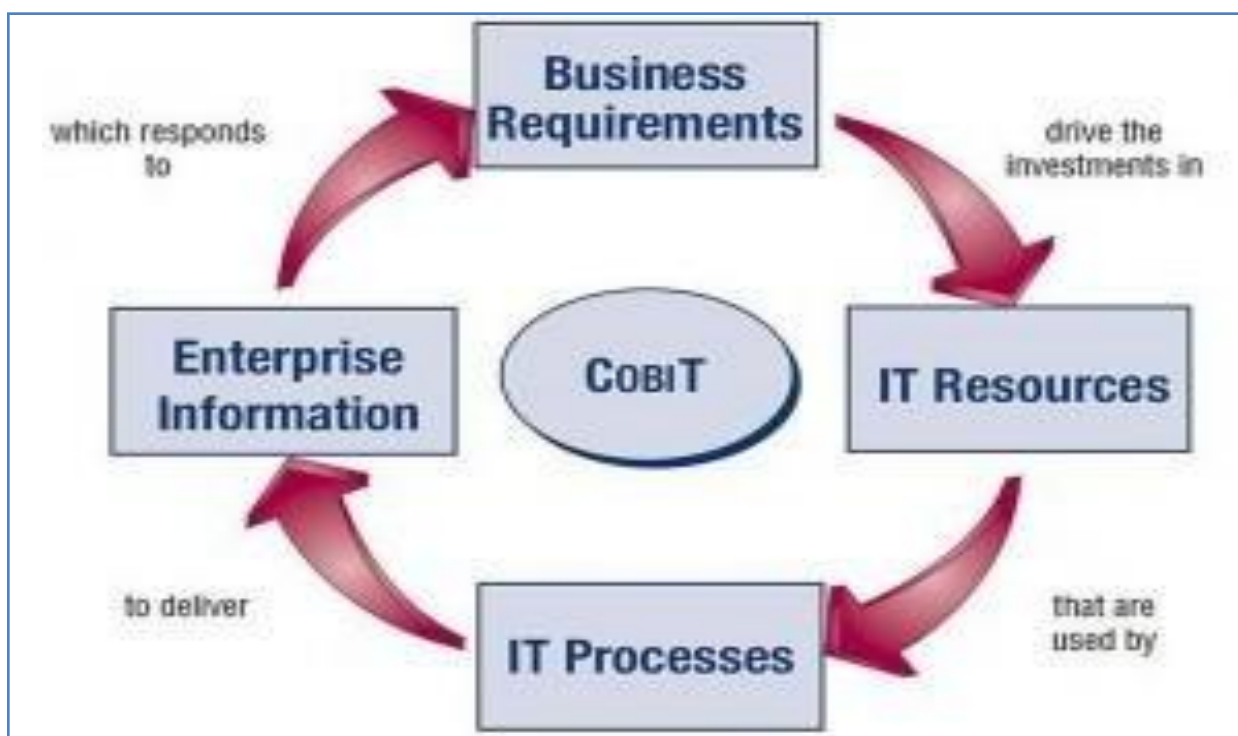 Business
Requirements
drive the
investments in
IT Resources
that are
used by
IT Processes
to deliver
Enterprise
Information
which responds
to
COBIT